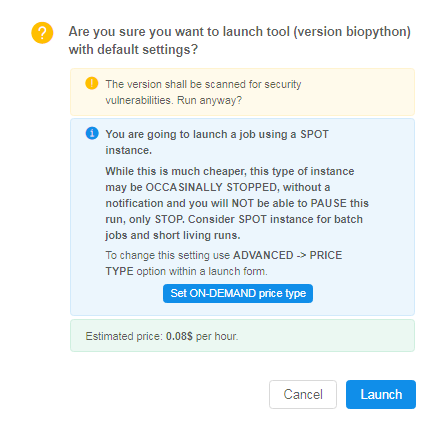 Are you sure you want to launch tool (version biopython)
with default settings?
The version shall be scanned for security
vulnerabilities. Run anyway?
You are going to launch a job using a SPOT
instance.
While this is much cheaper, this type of instance
may be OCCASINALLY STOPPED, without a
notification and you will NOT be able to PAUSE this
run, only STOP. Consider SPOT instance for batch
jobs and short living runs.
To change this setting use ADVANCED -> PRICE
TYPE option within a launch form.
Set ON-DEMAND price type
Estimated price: 0.08$ per hour.
Cancel
Launch